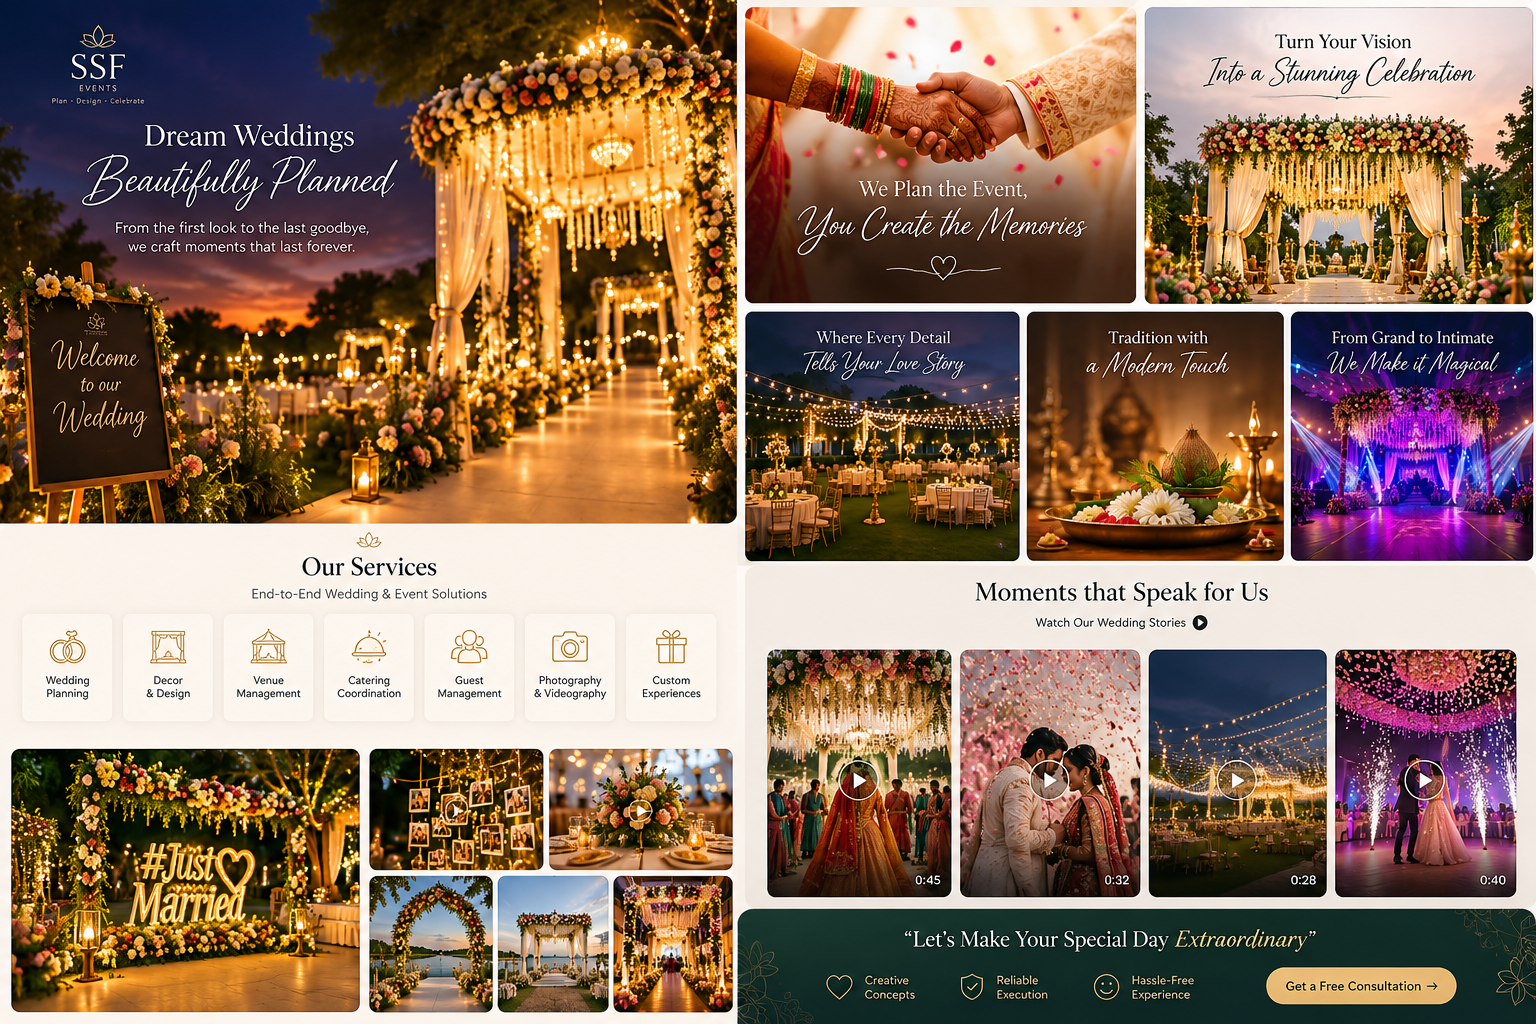 SSF
EVENTS
Plan - Design - Celebrate
Dream Weddings
Beautifully Planned
From the first look to the last goodbye,
we craft moments that last forever.
Welcome
to our
Wedding
We Plan the Event,
You Create the Memories
Turn Your Vision
Into a Stunning Celebration
Where Every Detail
Tells Your Love Story
Tradition with
a Modern Touch
From Grand to Intimate
We Make it Magical
Our Services
End-to-End Wedding & Event Solutions
Wedding
Planning
Decor
& Design
Venue
Management
Catering
Coordination
Guest
Management
Photography
& Videography
Custom
Experiences
#Just
Married
Moments that Speak for Us
Watch Our Wedding Stories
0:45
0:32
0:28
0:40
“Let's Make Your Special Day Extraordinary”
Creative
Concepts
Reliable
Execution
Hassle-Free
Experience
Get a Free Consultation →